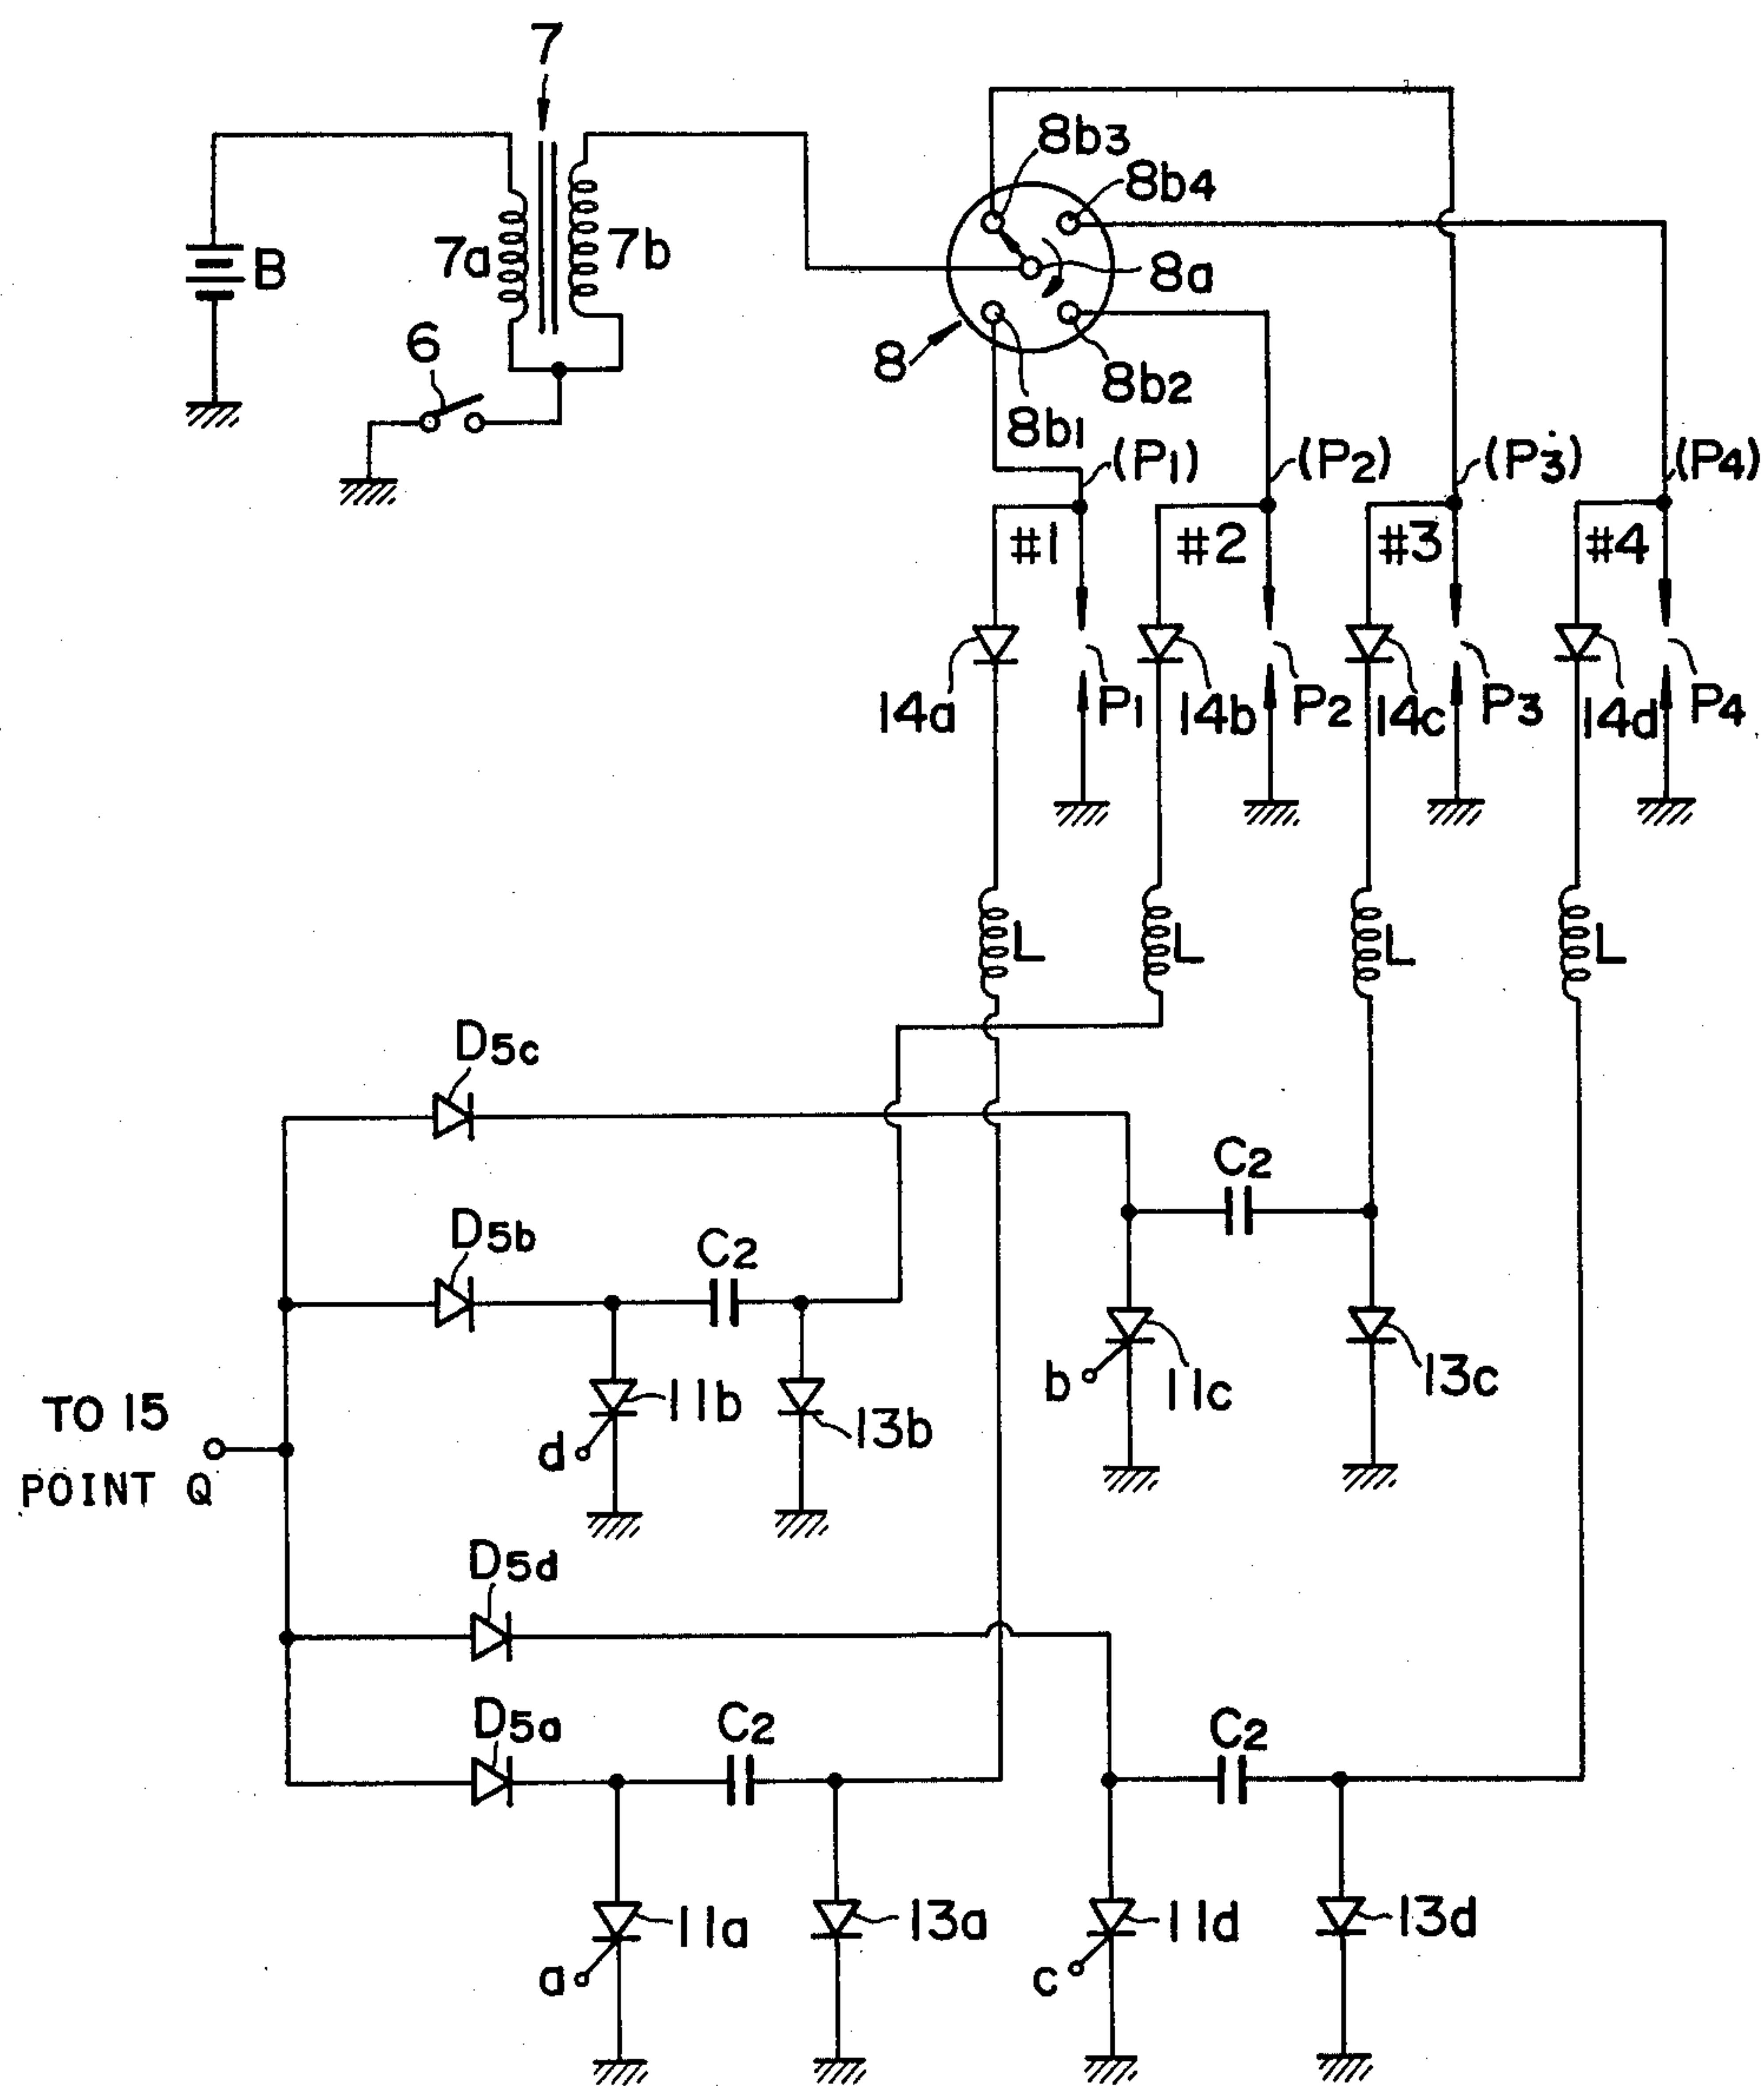 7
8b3
8b4
7a
7b
B
8a
6
8
8b2
8b1
(P1)
(P2)
(P3)
(P4)
#1
#2
#3
#4
14a
P1
14b
P2
14c
P3
14d
P4
L
L
L
L
D5c
C2
D5b
C2
b
11c
13c
TO 15
11b
d
13b
POINT Q
D5d
D5a
C2
C2
11a
13a
11d
13d
a
c